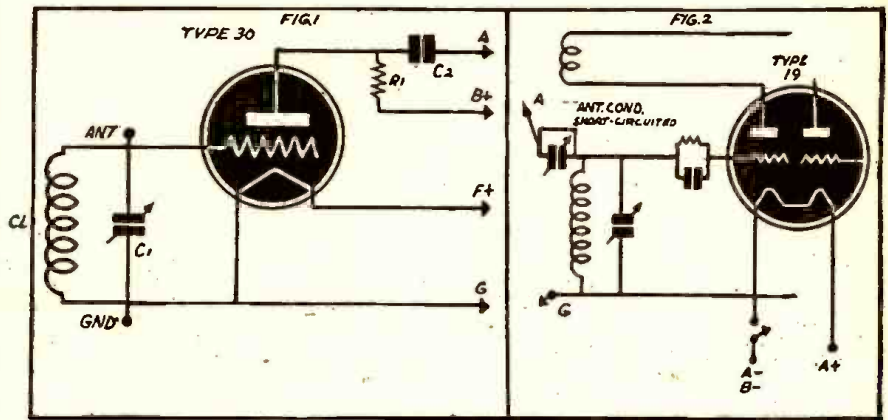 FIG.1
TYPE 30
A
C2
R1
B+
ANT
F+
CL
C1
G
GND
FIG.2
TYPE
19
A
ANT. COND.
SHORT-CIRCUITED
G
A-
B-
A+